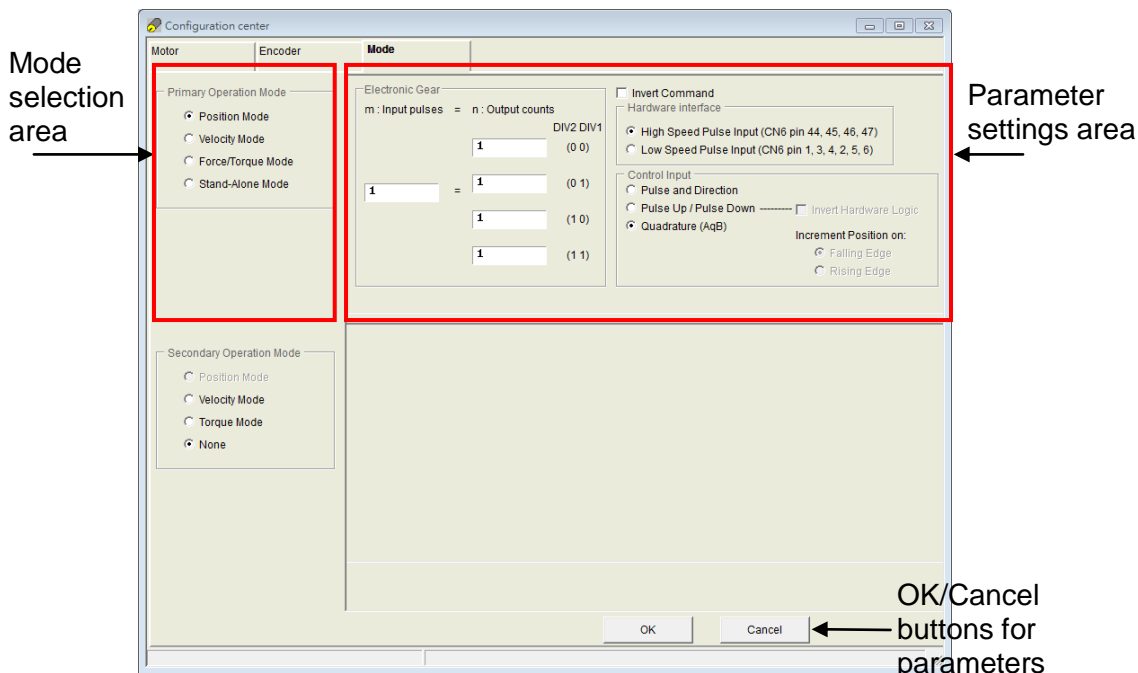 Configuration center
Motor
Encoder
Mode
Mode
selection
area
Primary Operation Mode
Position Mode
Velocity Mode
Force/Torque Mode
Stand-Alone Mode
Electronic Gear
m : Input pulses = n : Output counts
DIV2 DIV1
1 (0 0)
1 = 1 (0 1)
1 (1 0)
1 (1 1)
Invert Command
Hardware interface
High Speed Pulse Input (CN6 pin 44, 45, 46, 47)
Low Speed Pulse Input (CN6 pin 1, 3, 4, 2, 5, 6)
Control Input
Pulse and Direction
Pulse Up / Pulse Down -------- Invert Hardware Logic
Quadrature (AqB)
Increment Position on:
Falling Edge
Rising Edge
Parameter
settings area
Secondary Operation Mode
Position Mode
Velocity Mode
Torque Mode
None
OK
Cancel
OK/Cancel
buttons for
parameters